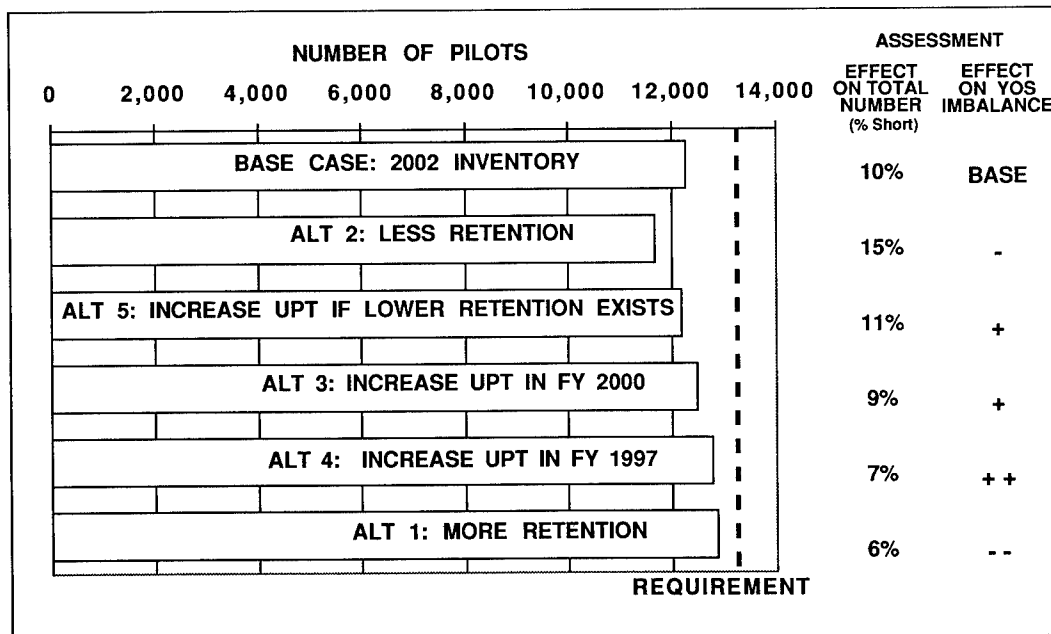 NUMBER OF PILOTS
0 2,000 4,000 6,000 8,000 10,000 12,000 14,000
ASSESSMENT
EFFECT ON TOTAL NUMBER (% Short)
EFFECT ON YOS IMBALANCE
BASE CASE: 2002 INVENTORY 10% BASE
ALT 2: LESS RETENTION 15% -
ALT 5: INCREASE UPT IF LOWER RETENTION EXISTS 11% +
ALT 3: INCREASE UPT IN FY 2000 9% +
ALT 4: INCREASE UPT IN FY 1997 7% + +
ALT 1: MORE RETENTION 6% - -
REQUIREMENT